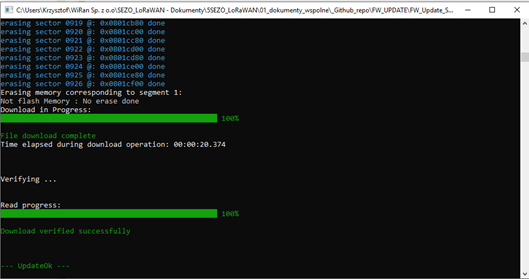 C:\Users\Krzysztof\WiRan Sp. z o.o\SEZO_LoRaWAN - Dokumenty\SEZO_LoRaWAN\01_dokumenty_wspolne\_Github_repo\FW_UPDATE\FW_Update_S...
erasing sector 0919 @: 0x0801cb80 done
erasing sector 0920 @: 0x0801cc00 done
erasing sector 0921 @: 0x0801cc80 done
erasing sector 0922 @: 0x0801cd00 done
erasing sector 0923 @: 0x0801cd80 done
erasing sector 0924 @: 0x0801ce00 done
erasing sector 0925 @: 0x0801ce80 done
erasing sector 0926 @: 0x0801cf00 done
Erasing memory corresponding to segment 1:
Not flash Memory : No erase done
Download in Progress:
100%
File download complete
Time elapsed during download operation: 00:00:20.374
Verifying ...
Read progress:
100%
Download verified successfully
--- UpdateOk ---